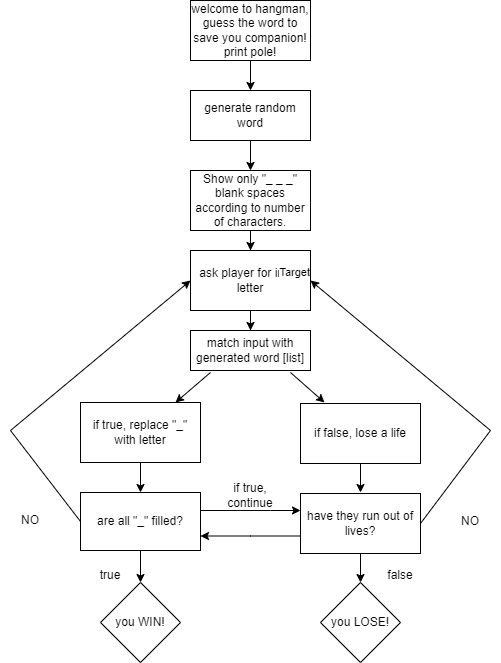 welcome to hangman,
guess the word to
save you companion!
print pole!
generate random
word
Show only "_ _ _"
blank spaces
according to number
of characters.
ask player for iiTarget
letter
match input with
generated word [list]
if true, replace "_"
with letter
if false, lose a life
if true,
continue
are all "_" filled?
have they run out of
lives?
NO
NO
true
false
you WIN!
you LOSE!